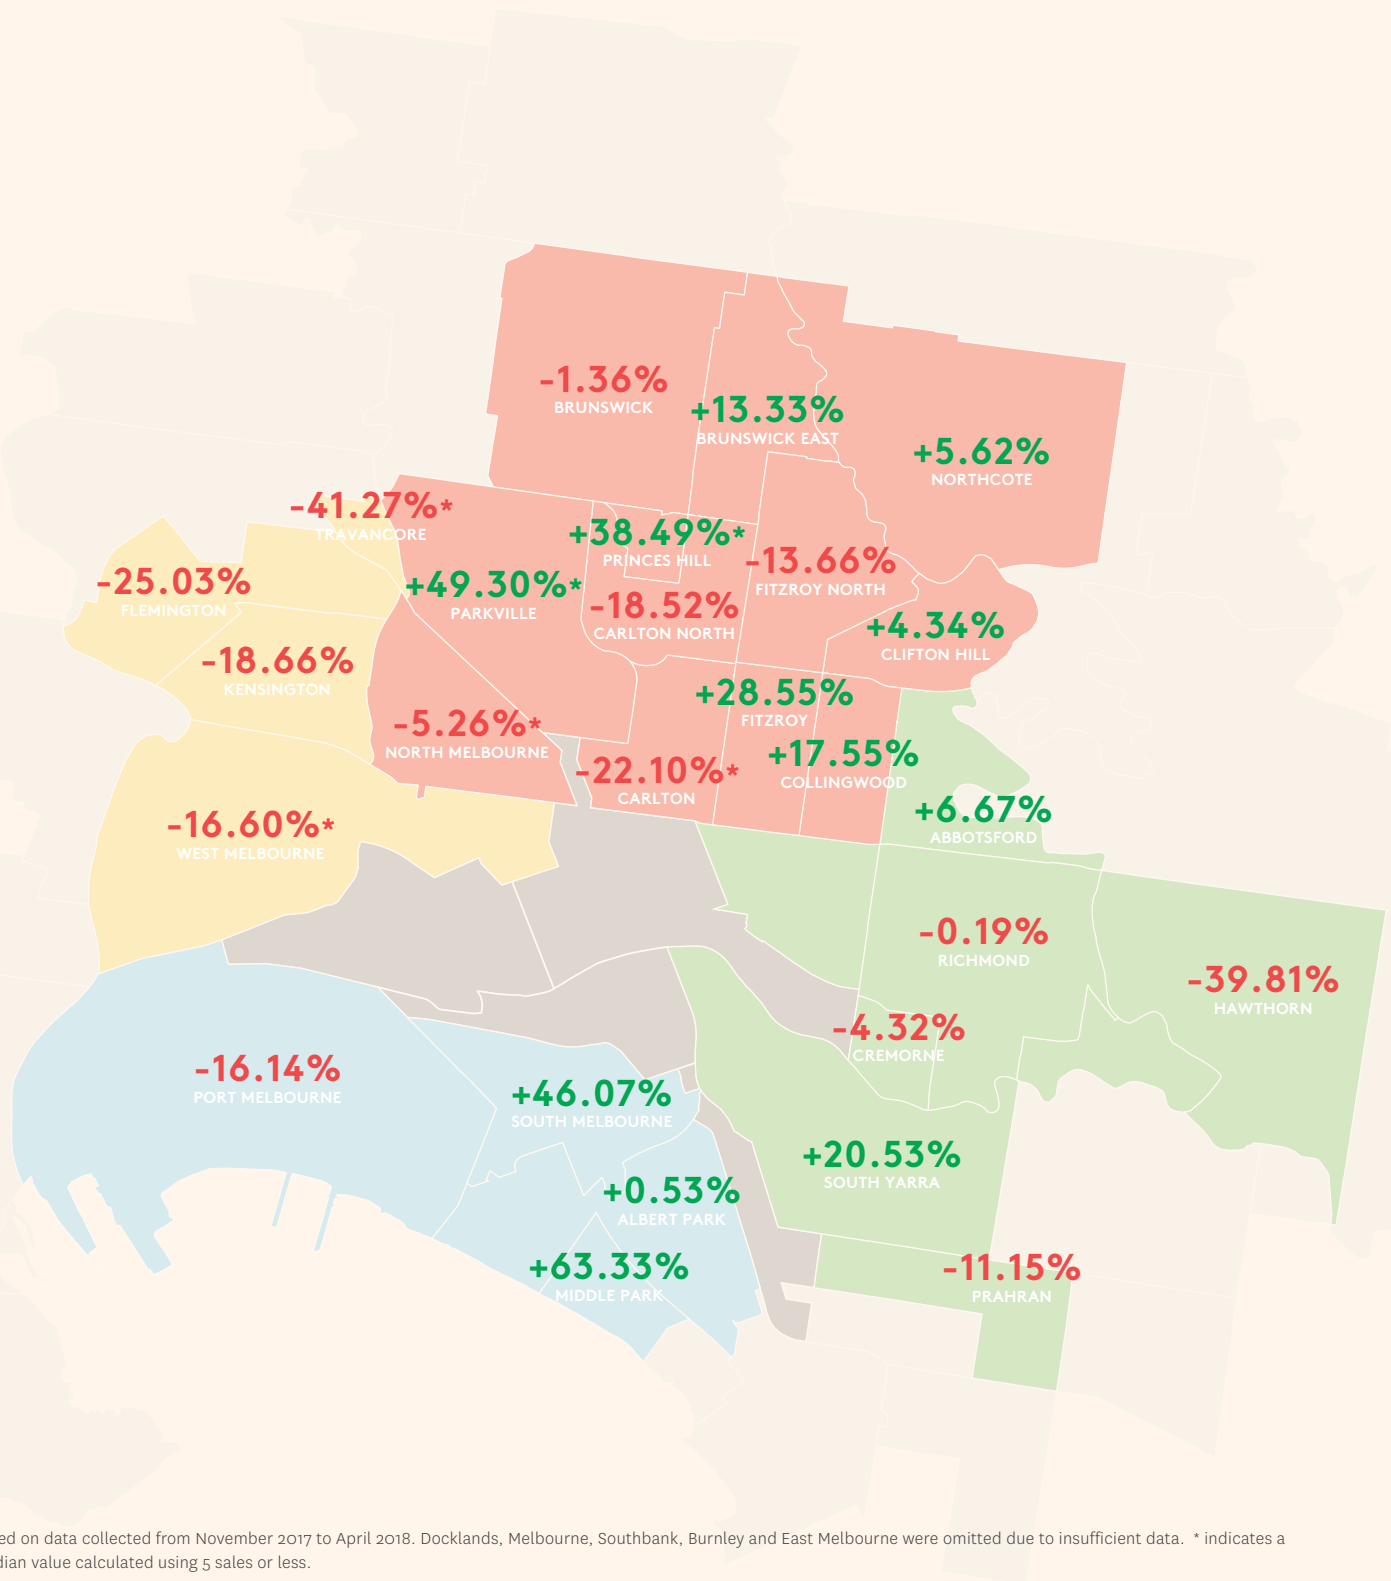 -1.36%
BRUNSWICK
+13.33%
BRUNSWICK EAST
+5.62%
NORTHCOTE
-41.27%*
TRAVANCORE
+38.49%*
PRINCES HILL
-13.66%
FITZROY NORTH
-25.03%
FLEMINGTON
+49.30%*
PARKVILLE
-18.52%
CARLTON NORTH
+4.34%
CLIFTON HILL
-18.66%
KENSINGTON
+28.55%
FITZROY
-5.26%*
NORTH MELBOURNE
+17.55%
COLLINGWOOD
-22.10%*
CARLTON
+6.67%
ABBOTSFORD
-16.60%*
WEST MELBOURNE
-0.19%
RICHMOND
-39.81%
HAWTHORN
-4.32%
CREMORNE
-16.14%
PORT MELBOURNE
+46.07%
SOUTH MELBOURNE
+20.53%
SOUTH YARRA
+0.53%
ALBERT PARK
+63.33%
MIDDLE PARK
-11.15%
PRAHRAN
ed on data collected from November 2017 to April 2018. Docklands, Melbourne, Southbank, Burnley and East Melbourne were omitted due to insufficient data. * indicates a
dian value calculated using 5 sales or less.